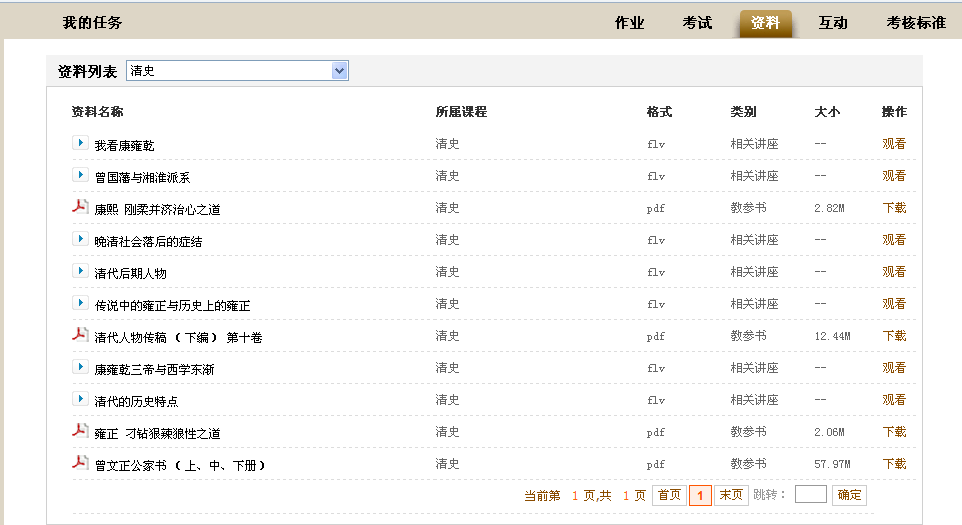 我的任务 作业 考试 资料 互动 考核标准
资料列表 清史
资料名称 所属课程 格式 类别 大小 操作
我看康雍乾 清史 flv 相关讲座 -- 观看
曾国藩与湘淮派系 清史 flv 相关讲座 -- 观看
康熙 刚柔并济治心之道 清史 pdf 教参书 2.82M 下载
晚清社会落后的症结 清史 flv 相关讲座 -- 观看
清代后期人物 清史 flv 相关讲座 -- 观看
传说中的雍正与历史上的雍正 清史 flv 相关讲座 -- 观看
清代人物传稿 （下编） 第十卷 清史 pdf 教参书 12.44M 下载
康雍乾三帝与西学东渐 清史 flv 相关讲座 -- 观看
清代的历史特点 清史 flv 相关讲座 -- 观看
雍正 刁钻狠辣狼性之道 清史 pdf 教参书 2.06M 下载
曾文正公家书 （上、中、下册） 清史 pdf 教参书 57.97M 下载
当前第 1 页,共 1 页 首页 1 末页 跳转： 确定